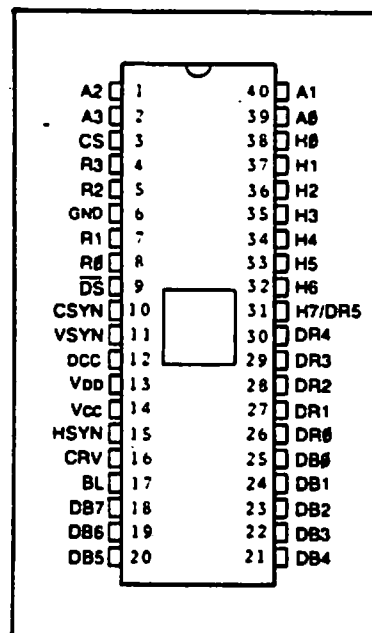 A2 1 40 A1
A3 2 39 A0
CS 3 38 H0
R3 4 37 H1
R2 5 36 H2
GND 6 35 H3
R1 7 34 H4
R0 8 33 H5
D̅S̅ 9 32 H6
CSYN 10 31 H7/DR5
VSYN 11 30 DR4
DCC 12 29 DR3
VDD 13 28 DR2
Vcc 14 27 DR1
HSYN 15 26 DR0
CRV 16 25 DB0
BL 17 24 DB1
DB7 18 23 DB2
DB6 19 22 DB3
DB5 20 21 DB4